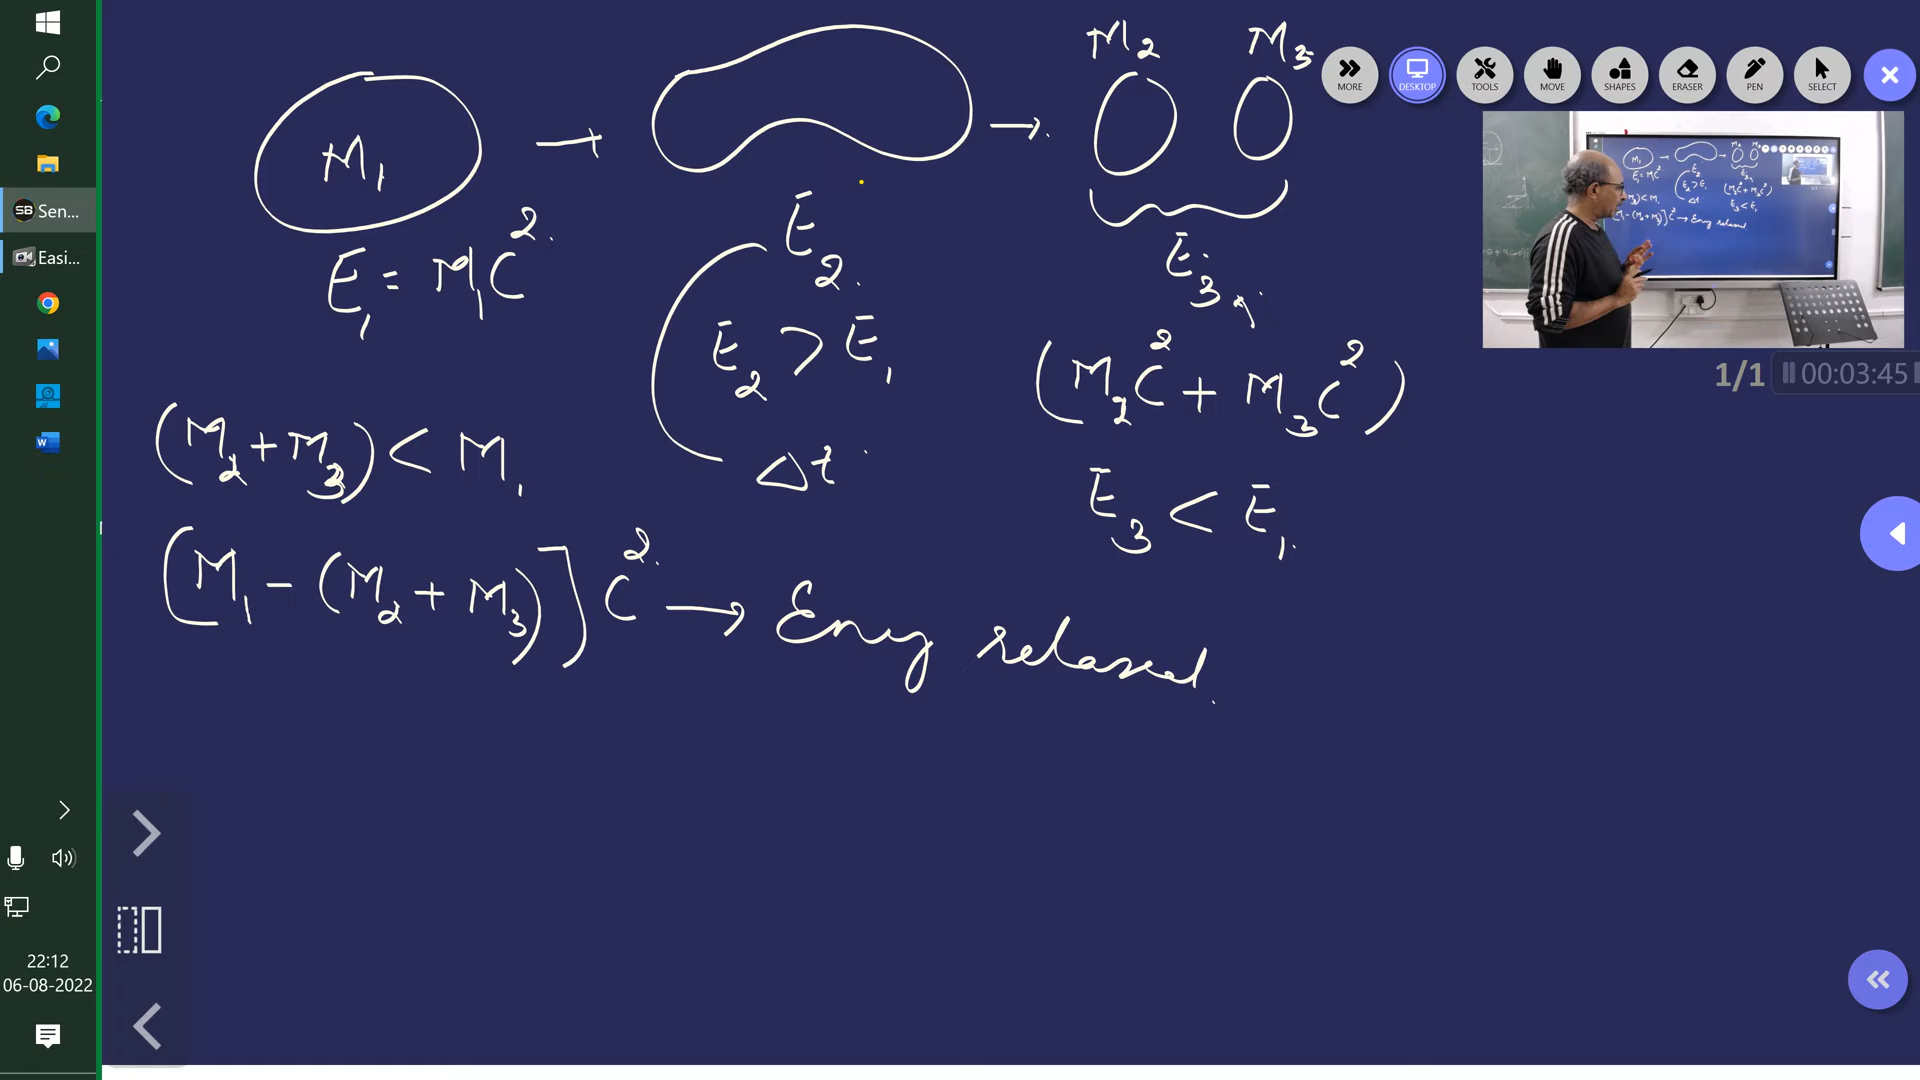 M₁ → → M₂ M₃
E₁ = M₁C²
E₂
E₂ > E₁
Δt
E₃
(M₂C² + M₃C²)
E₃ < E₁
(M₂ + M₃) < M₁
[M₁ - (M₂ + M₃)] C² → Enrgy released
MORE
DESKTOP
TOOLS
MOVE
SHAPES
ERASER
PEN
SELECT
1/1 00:03:45
Sen...
Easi...
22:12
06-08-2022